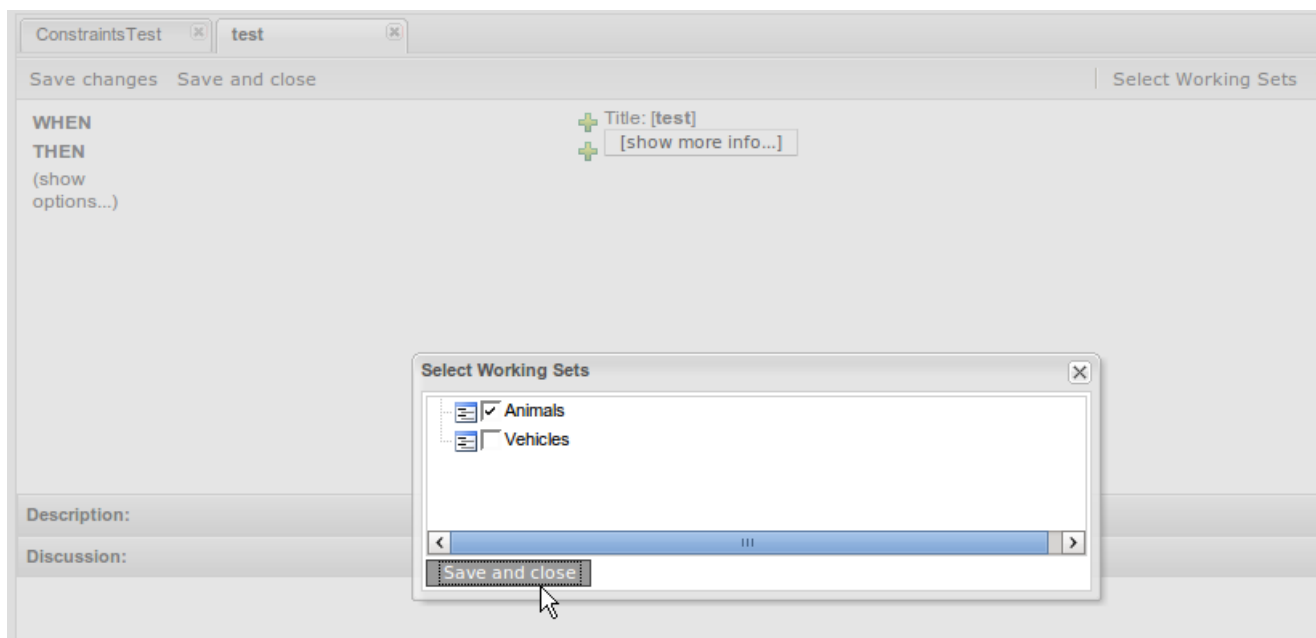 ConstraintsTest test
Save changes Save and close Select Working Sets
WHEN Title: [test]
THEN [show more info...]
(show
options...)
Select Working Sets
Animals
Vehicles
Description:
Discussion:
Save and close